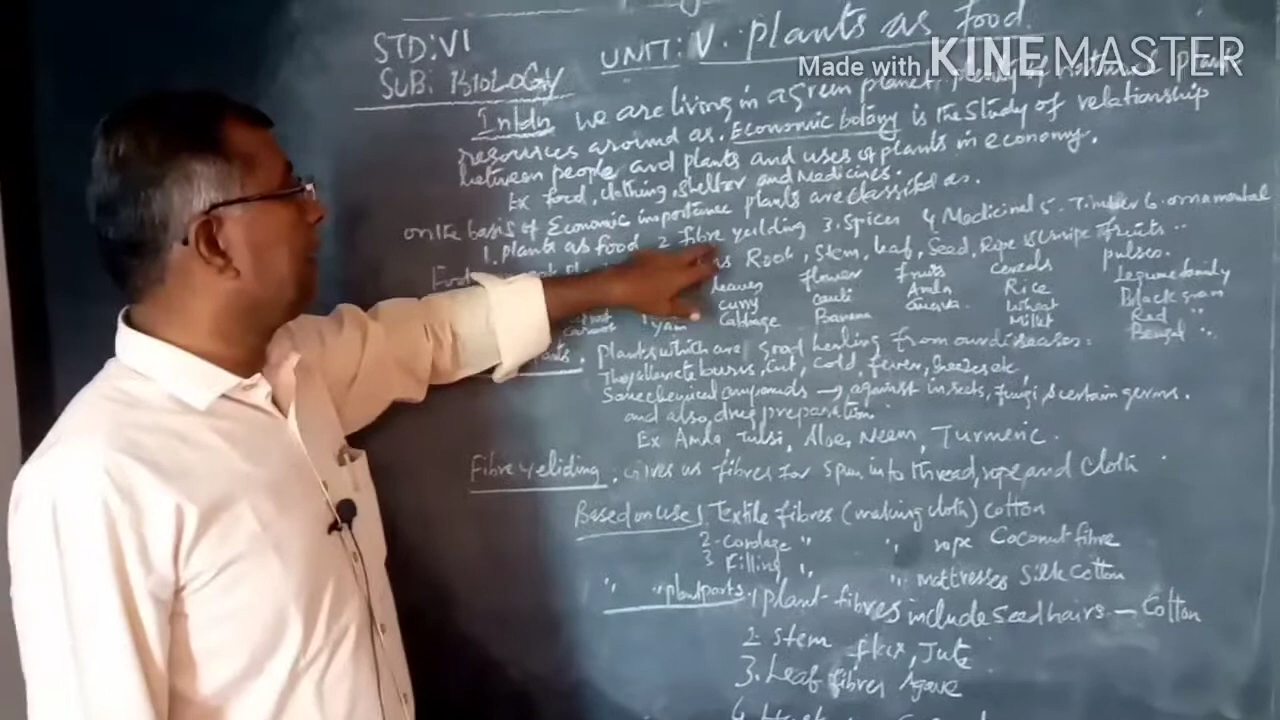 STD: VI
SUB: BIOLOGY
UNIT: V. plants as food
Made with KINEMASTER
Intdn we are living in a green planet, plenty of natural plant
resources around as. Economic botany is the study of relationship
between people and plants and uses of plants in economy.
Ex food, clothing, shelter and Medicines.
on the basis of Economic importance plants are classified as.
1. plants as food 2 fibre yeilding 3. Spices 4 Medicinal 5. Timber 6. ornamental
Food Root, Stem, leaf, Seed, Ripe & Unripe fruits
leaves flower fruits cereals pulses.
curry cauli Amla Rice Legume family
carrot yam Cabbage Banana Guava Wheat Black gram
Millet Red "
Bengal "
plants. plants which are good healing from our diseases.
They burns, cut, cold, fever,
Some chemical compounds → against insects, fungi, & certain germs.
and also drug preparation.
Ex Amla, Tulsi, Aloe, Neem, Turmeric.
Fibre yeliding. Gives us fibres for spun into thread, rope and cloth
Based on use 1 Textile fibres (making cloth) cotton
2- Cordage " " rope Coconut fibre
3 Filling " " mattresses Silk cotton
" " plant parts. 1 plant-fibres include Seed hairs — Cotton
2 Stem flax, Jute
3. Leaf fibres Agave
4